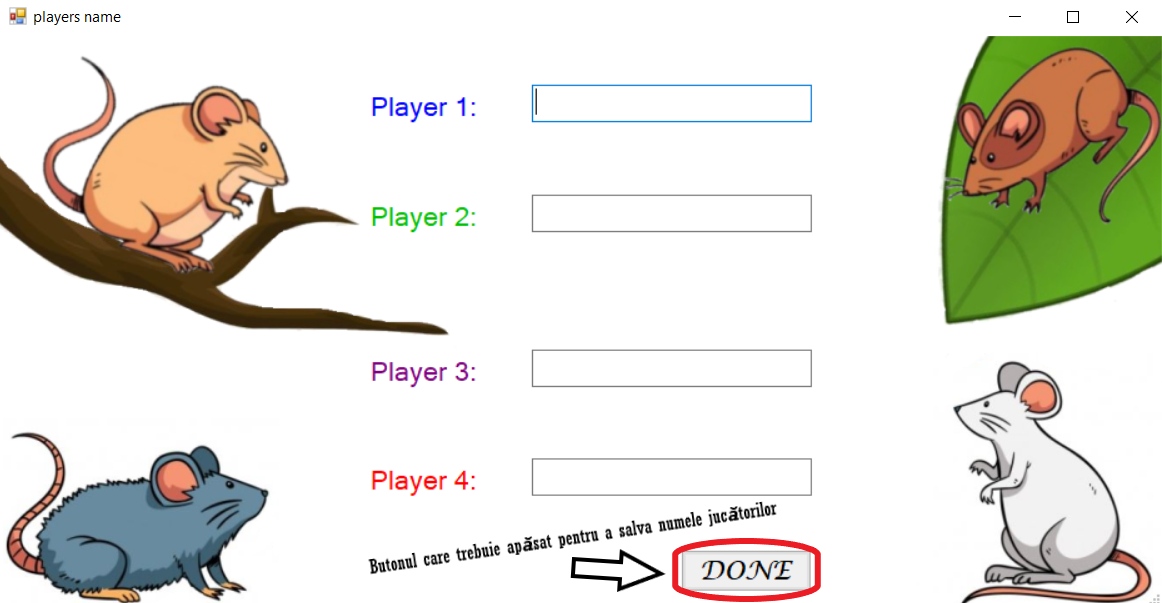 players name
Player 1:
Player 2:
Player 3:
Player 4:
Butonul care trebuie apăsat pentru a salva numele jucătorilor
DONE